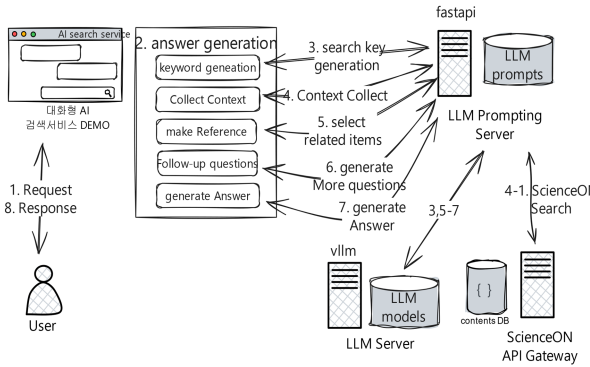 AI search service
대화형 AI
검색서비스 DEMO
1. Request
8. Response
User
2. answer generation
keyword geneation
Collect Context
make Reference
Follow-up questions
generate Answer
3. search key
generation
4. Context Collect
5. select
related items
6. generate
More questions
7. generate
Answer
fastapi
LLM
prompts
LLM Prompting
Server
3,5-7
4-1. ScienceON
Search
vllm
LLM
models
LLM Server
{ }
contents DB
ScienceON
API Gateway